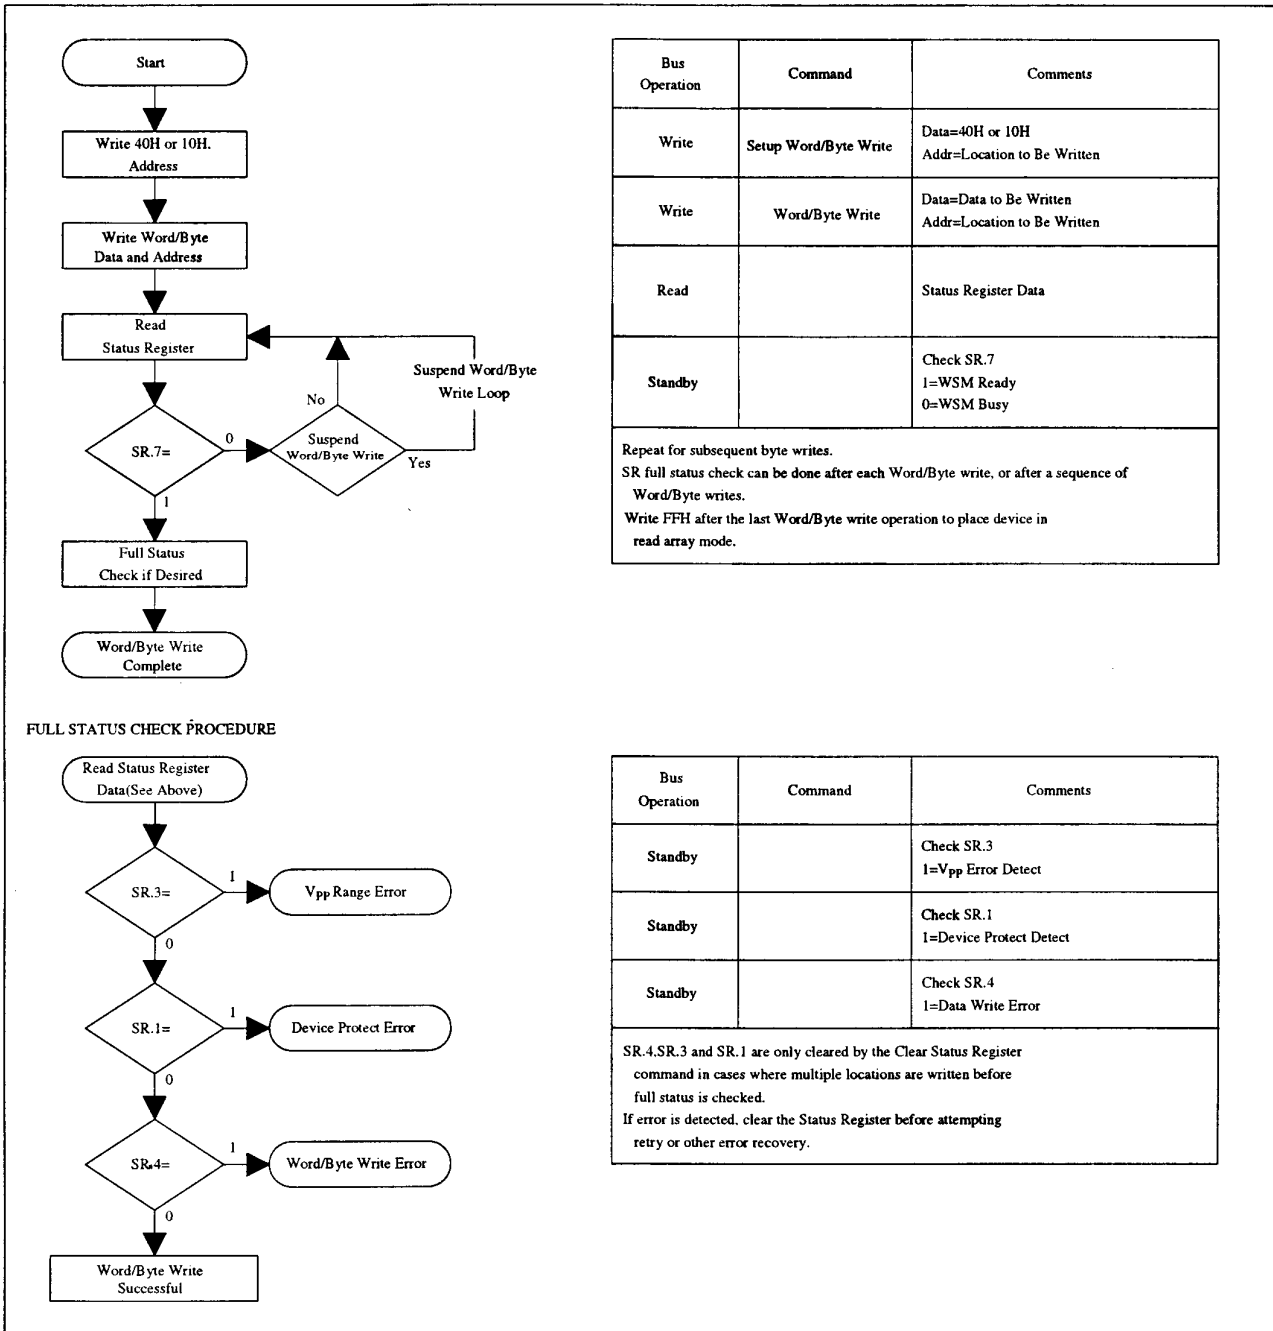 Start
Write 40H or 10H.
Address
Write Word/Byte
Data and Address
Read
Status Register
Suspend Word/Byte
Write Loop
No
SR.7=
0
Suspend
Word/Byte Write
Yes
1
Full Status
Check if Desired
Word/Byte Write
Complete
Bus
Operation
Command
Comments
Write
Setup Word/Byte Write
Data=40H or 10H
Addr=Location to Be Written
Write
Word/Byte Write
Data=Data to Be Written
Addr=Location to Be Written
Read
Status Register Data
Standby
Check SR.7
1=WSM Ready
0=WSM Busy
Repeat for subsequent byte writes.
SR full status check can be done after each Word/Byte write, or after a sequence of
Word/Byte writes.
Write FFH after the last Word/Byte write operation to place device in
read array mode.
FULL STATUS CHECK PROCEDURE
Read Status Register
Data(See Above)
SR.3=
1
VPP Range Error
0
SR.1=
1
Device Protect Error
0
SR.4=
1
Word/Byte Write Error
0
Word/Byte Write
Successful
Bus
Operation
Command
Comments
Standby
Check SR.3
1=VPP Error Detect
Standby
Check SR.1
1=Device Protect Detect
Standby
Check SR.4
1=Data Write Error
SR.4.SR.3 and SR.1 are only cleared by the Clear Status Register
command in cases where multiple locations are written before
full status is checked.
If error is detected, clear the Status Register before attempting
retry or other error recovery.